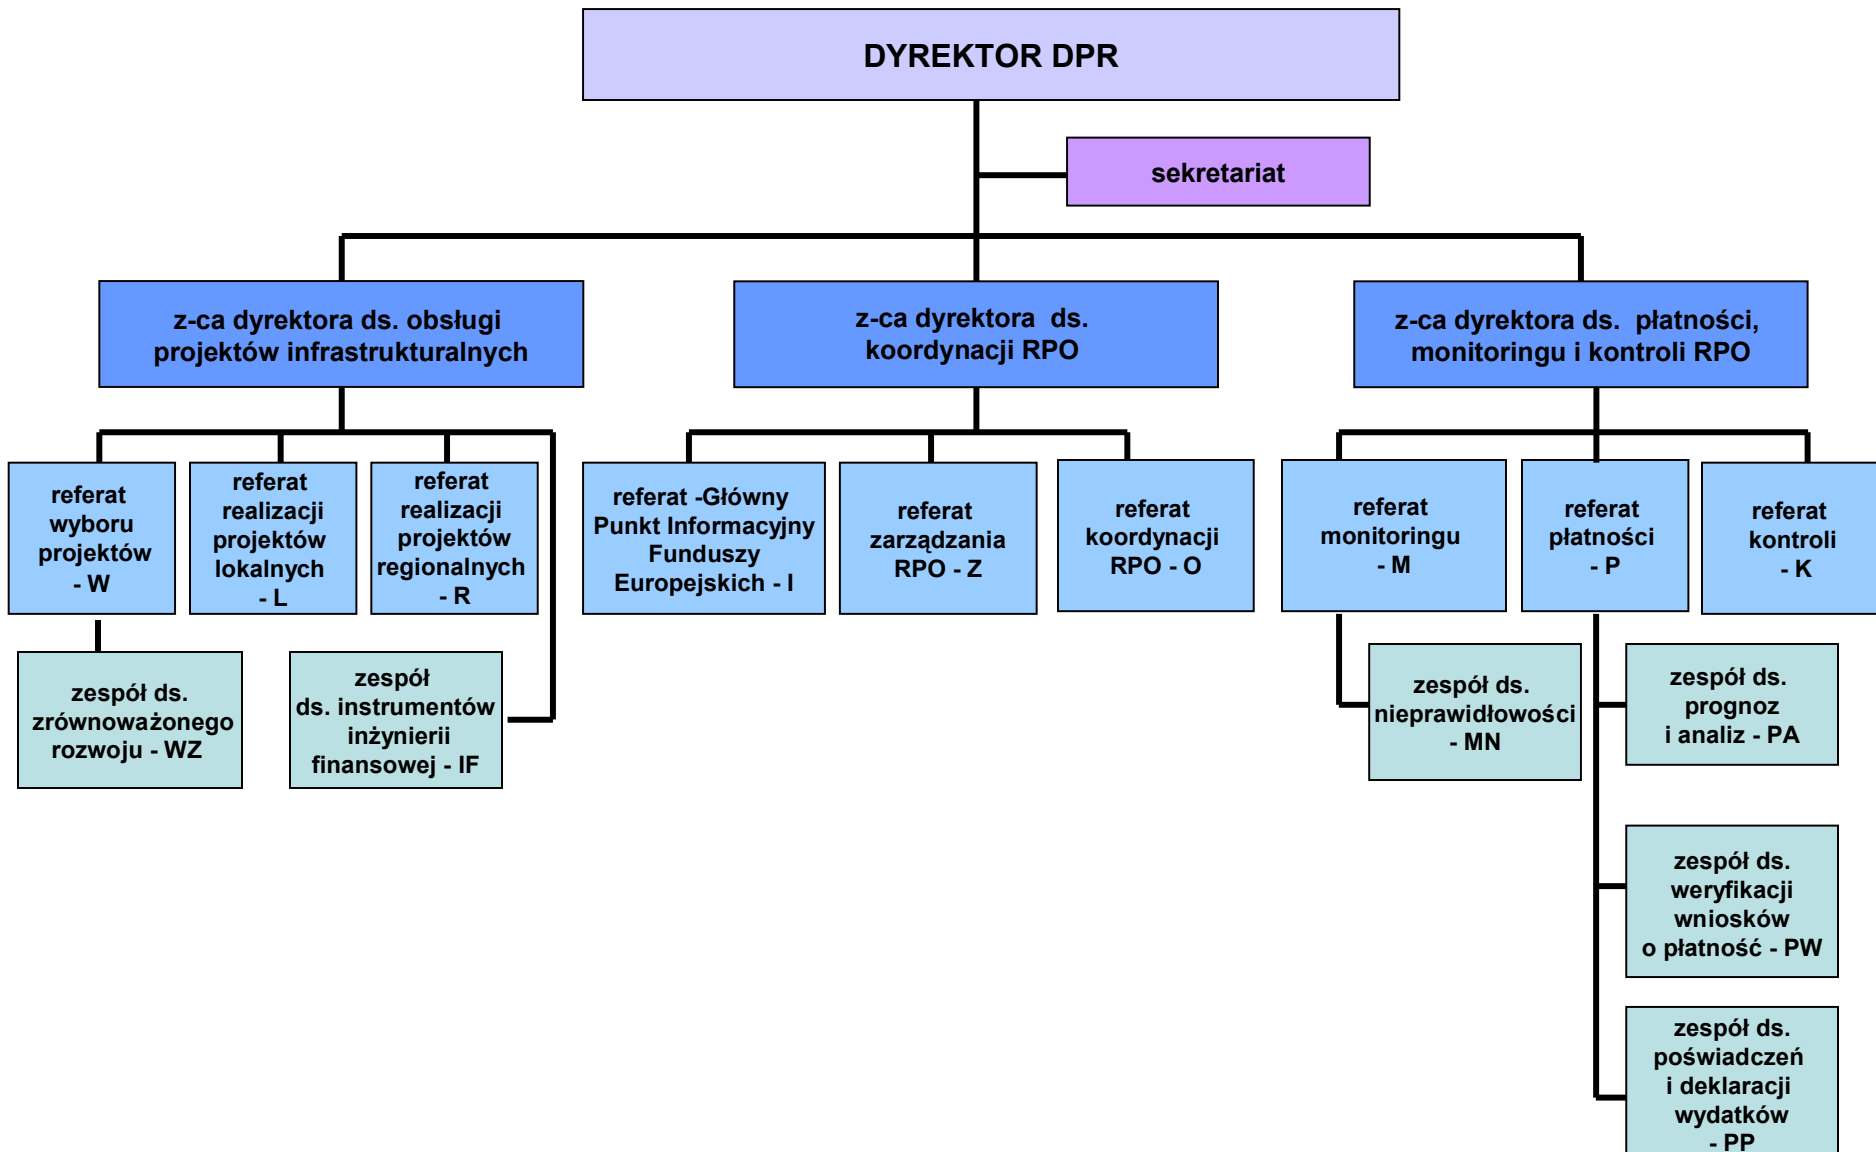 DYREKTOR DPR
sekretariat
z-ca dyrektora ds. obsługi
projektów infrastrukturalnych
z-ca dyrektora ds.
koordynacji RPO
z-ca dyrektora ds. płatności,
monitoringu i kontroli RPO
referat
wyboru
projektów
- W
referat
realizacji
projektów
lokalnych
- L
referat
realizacji
projektów
regionalnych
- R
referat -Główny
Punkt Informacyjny
Funduszy
Europejskich - I
referat
zarządzania
RPO - Z
referat
koordynacji
RPO - O
referat
monitoringu
- M
referat
płatności
- P
referat
kontroli
- K
zespół ds.
zrównoważonego
rozwoju - WZ
zespół
ds. instrumentów
inżynierii
finansowej - IF
zespół ds.
nieprawidłowości
- MN
zespół ds.
prognoz
i analiz - PA
zespół ds.
weryfikacji
wniosków
o płatność - PW
zespół ds.
poświadczeń
i deklaracji
wydatków
- PP